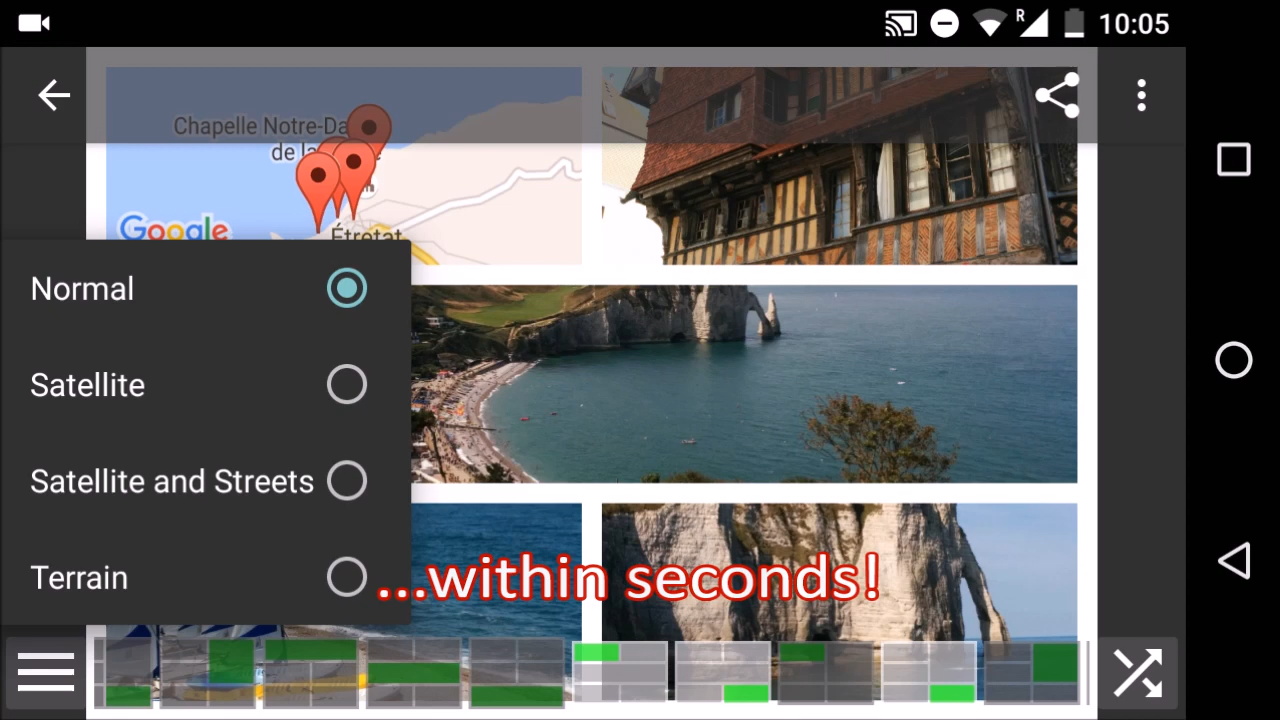 R 10:05
Chapelle Notre-Da
de la
Google
Étretat
Normal
Satellite
Satellite and Streets
Terrain
...within seconds!